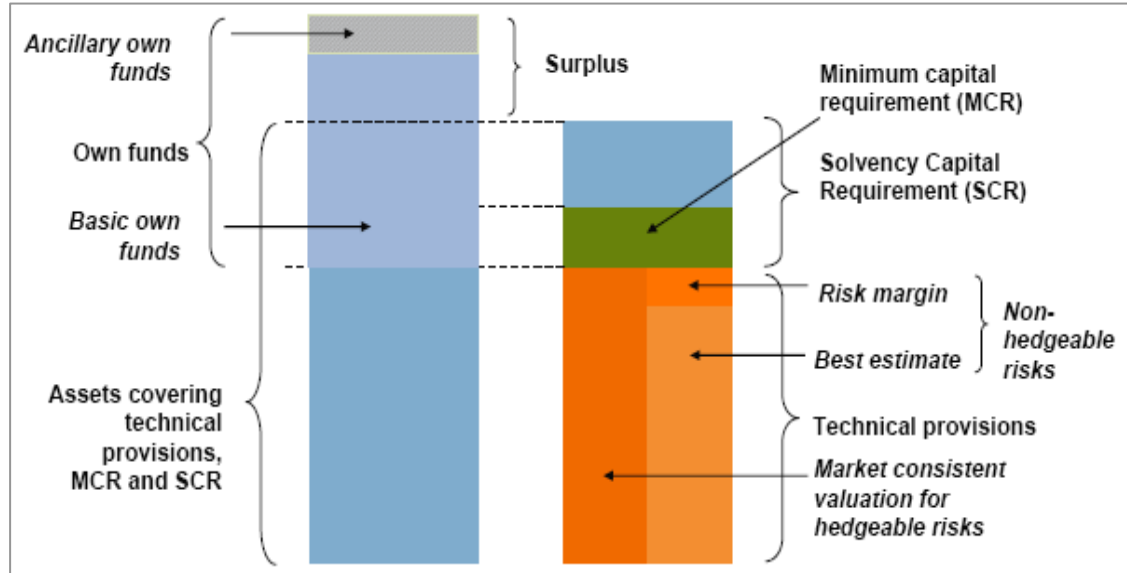 Ancillary own
funds
Surplus
Minimum capital
requirement (MCR)
Own funds
Solvency Capital
Requirement (SCR)
Basic own
funds
Risk margin
Non-
hedgeable
risks
Best estimate
Assets covering
technical
provisions,
MCR and SCR
Technical provisions
Market consistent
valuation for
hedgeable risks